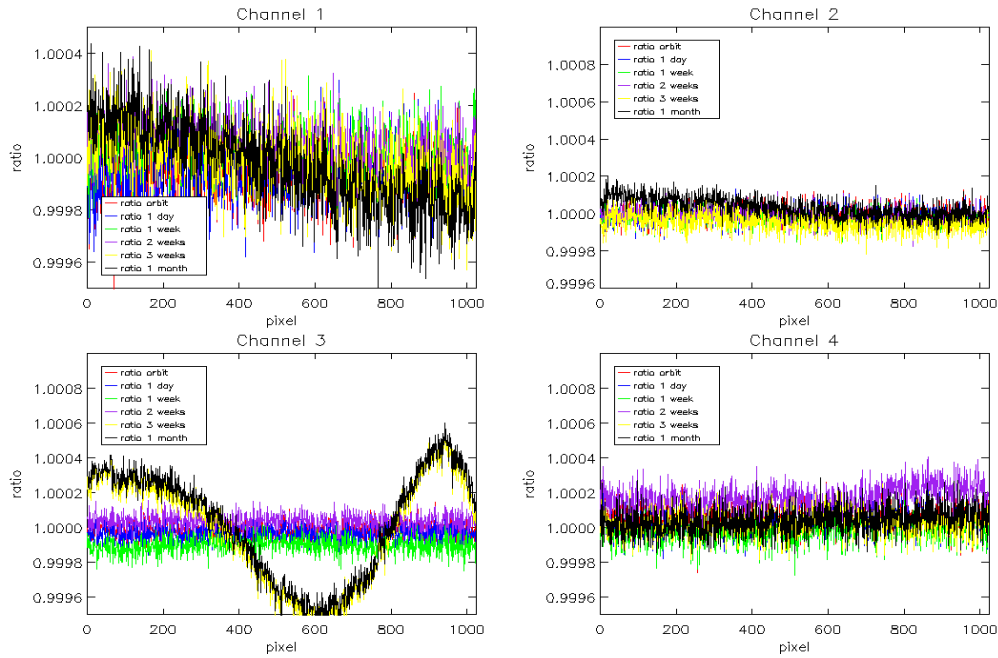 Channel 1
ratio
1.0004
1.0002
1.0000
0.9998
0.9996
ratio orbit
ratio 1 day
ratio 1 week
ratio 2 weeks
ratio 3 weeks
ratio 1 month
0 200 400 600 800 1000
pixel
Channel 2
ratio
1.0008
1.0006
1.0004
1.0002
1.0000
0.9998
0.9996
ratio orbit
ratio 1 day
ratio 1 week
ratio 2 weeks
ratio 3 weeks
ratio 1 month
0 200 400 600 800 1000
pixel
Channel 3
ratio
1.0008
1.0006
1.0004
1.0002
1.0000
0.9998
0.9996
ratio orbit
ratio 1 day
ratio 1 week
ratio 2 weeks
ratio 3 weeks
ratio 1 month
0 200 400 600 800 1000
pixel
Channel 4
ratio
1.0008
1.0006
1.0004
1.0002
1.0000
0.9998
0.9996
ratio orbit
ratio 1 day
ratio 1 week
ratio 2 weeks
ratio 3 weeks
ratio 1 month
0 200 400 600 800 1000
pixel